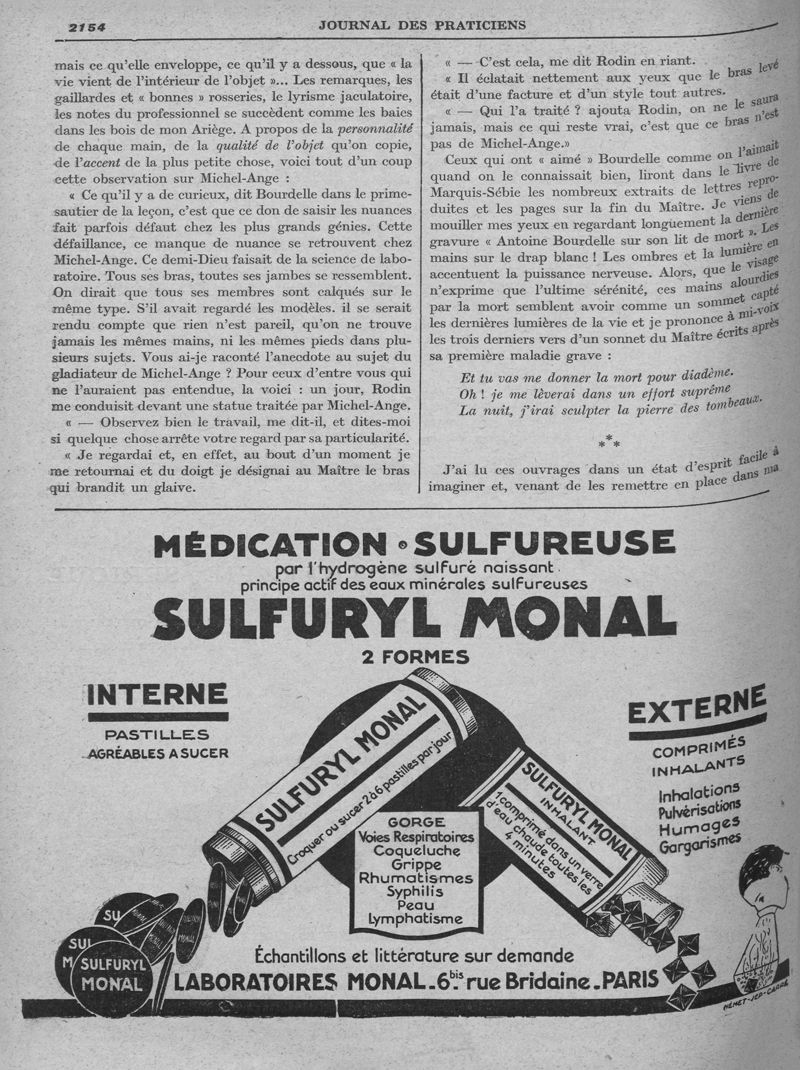 2154
JOURNAL DES PRATICIENS
mais ce qu'elle enveloppe, ce qu'il y a dessous, que « la
vie vient de l'intérieur de l'objet »... Les remarques, les
gaillardes et « bonnes » rosseries, le lyrisme jaculatoire,
les notes du professionnel se succèdent comme les baies
dans les bois de mon Ariège. A propos de la personnalité
de chaque main, de la qualité de l'objet qu'on copie,
de l'accent de la plus petite chose, voici tout d'un coup
cette observation sur Michel-Ange :
« Ce qu'il y a de curieux, dit Bourdelle dans le prime-
sautier de la leçon, c'est que ce don de saisir les nuances
fait parfois défaut chez les plus grands génies. Cette
défaillance, ce manque de nuance se retrouvent chez
Michel-Ange. Ce demi-Dieu faisait de la science de labo-
ratoire. Tous ses bras, toutes ses jambes se ressemblent.
On dirait que tous ses membres sont calqués sur le
même type. S'il avait regardé les modèles. il se serait
rendu compte que rien n'est pareil, qu'on ne trouve
jamais les mêmes mains, ni les mêmes pieds dans plu-
sieurs sujets. Vous ai-je raconté l'anecdote au sujet du
gladiateur de Michel-Ange ? Pour ceux d'entre vous qui
ne l'auraient pas entendue, la voici : un jour, Rodin
me conduisit devant une statue traitée par Michel-Ange.
« — Observez bien le travail, me dit-il, et dites-moi
si quelque chose arrête votre regard par sa particularité.
« Je regardai et, en effet, au bout d'un moment je
me retournai et du doigt je désignai au Maître le bras
qui brandit un glaive.
« — C'est cela, me dit Rodin en riant.
« Il éclatait nettement aux yeux que le bras levé
était d'une facture et d'un style tout autres.
« — Qui l'a traité ? ajouta Rodin, on ne le saura
jamais, mais ce qui reste vrai, c'est que ce bras n'est
pas de Michel-Ange.»
Ceux qui ont « aimé » Bourdelle comme on l'aimait
quand on le connaissait bien, liront dans le livre de
Marquis-Sébie les nombreux extraits de lettres repro-
duites et les pages sur la fin du Maître. Je viens de
mouiller mes yeux en regardant longuement la dernière
gravure « Antoine Bourdelle sur son lit de mort ». Les
mains sur le drap blanc ! Les ombres et la lumière en
accentuent la puissance nerveuse. Alors, que le visage
n'exprime que l'ultime sérénité, ces mains alourdies
par la mort semblent avoir comme un sommet capté
les dernières lumières de la vie et je prononce à mi-voix
les trois derniers vers d'un sonnet du Maître écrits après
sa première maladie grave :
Et tu vas me donner la mort pour diadème.
Oh ! je me lèverai dans un effort suprême
La nuit, j'irai sculpter la pierre des tombeaux.
***
J'ai lu ces ouvrages dans un état d'esprit facile à
imaginer et, venant de les remettre en place dans ma
MÉDICATION • SULFUREUSE
par l'hydrogène sulfuré naissant
principe actif des eaux minérales sulfureuses
SULFURYL MONAL
2 FORMES
INTERNE
PASTILLES
AGRÉABLES A SUCER
EXTERNE
COMPRIMÉS
INHALANTS
Inhalations
Pulvérisations
Humages
Gargarismes
SULFURYL MONAL
Croquer ou sucer 2 à 6 pastilles par jour
SULFURYL MONAL
INHALANT
1 comprimé dans un verre
d'eau chaude toutes les
4 minutes
GORGE
Voies Respiratoires
Coqueluche
Grippe
Rhumatismes
Syphilis
Peau
Lymphatisme
SU
SUL
M
SULFURYL
MONAL
Échantillons et littérature sur demande
LABORATOIRES MONAL_6bis rue Bridaine_PARIS